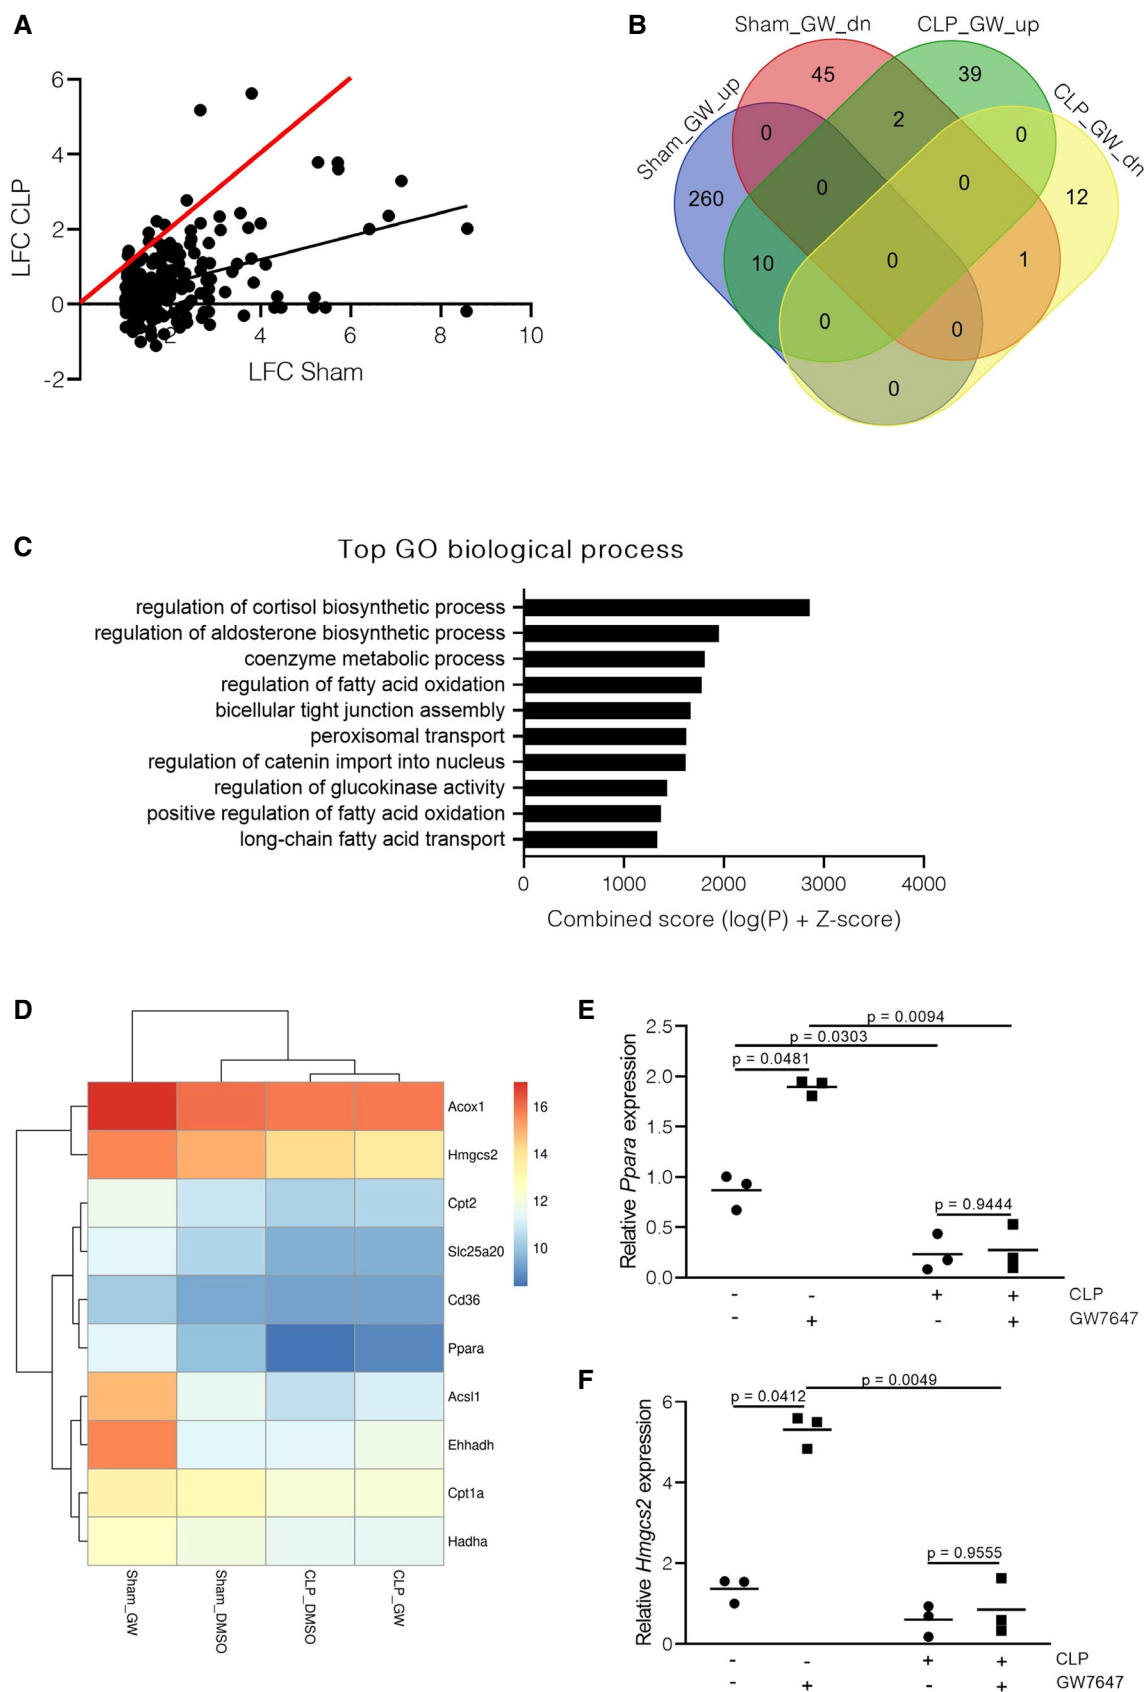 A
6
4
2
0
-2
2
4
6
8
10
LFC CLP
LFC Sham
B
Sham_GW_dn
CLP_GW_up
Sham_GW_up
CLP_GW_dn
45
39
0
2
0
260
0
0
12
10
0
1
0
0
0
C
Top GO biological process
regulation of cortisol biosynthetic process
regulation of aldosterone biosynthetic process
coenzyme metabolic process
regulation of fatty acid oxidation
bicellular tight junction assembly
peroxisomal transport
regulation of catenin import into nucleus
regulation of glucokinase activity
positive regulation of fatty acid oxidation
long-chain fatty acid transport
0 1000 2000 3000 4000
Combined score (log(P) + Z-score)
D
Acox1
Hmgcs2
Cpt2
Slc25a20
Cd36
Ppara
Acsl1
Ehhadh
Cpt1a
Hadha
16
14
12
10
Sham_GW
Sham_DMSO
CLP_DMSO
CLP_GW
E
Relative Ppara expression
2.5
2.0
1.5
1.0
0.5
0.0
p = 0.0094
p = 0.0303
p = 0.0481
p = 0.9444
- - + + CLP
- + - + GW7647
F
Relative Hmgcs2 expression
6
4
2
0
p = 0.0049
p = 0.0412
p = 0.9555
- - + + CLP
- + - + GW7647